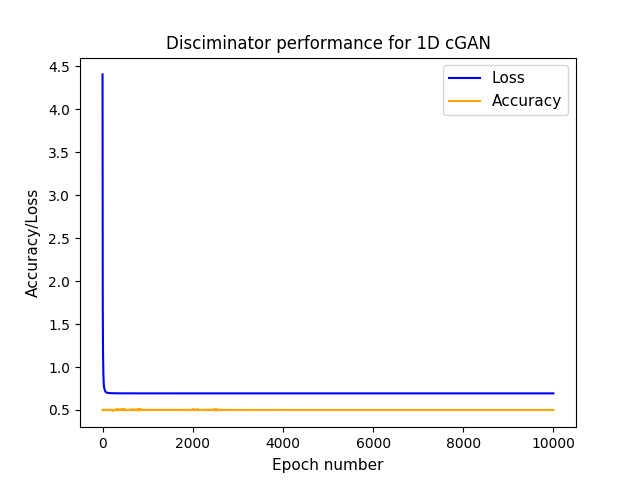 Disciminator performance for 1D cGAN
Loss
Accuracy
Accuracy/Loss
4.5
4.0
3.5
3.0
2.5
2.0
1.5
1.0
0.5
0 2000 4000 6000 8000 10000
Epoch number